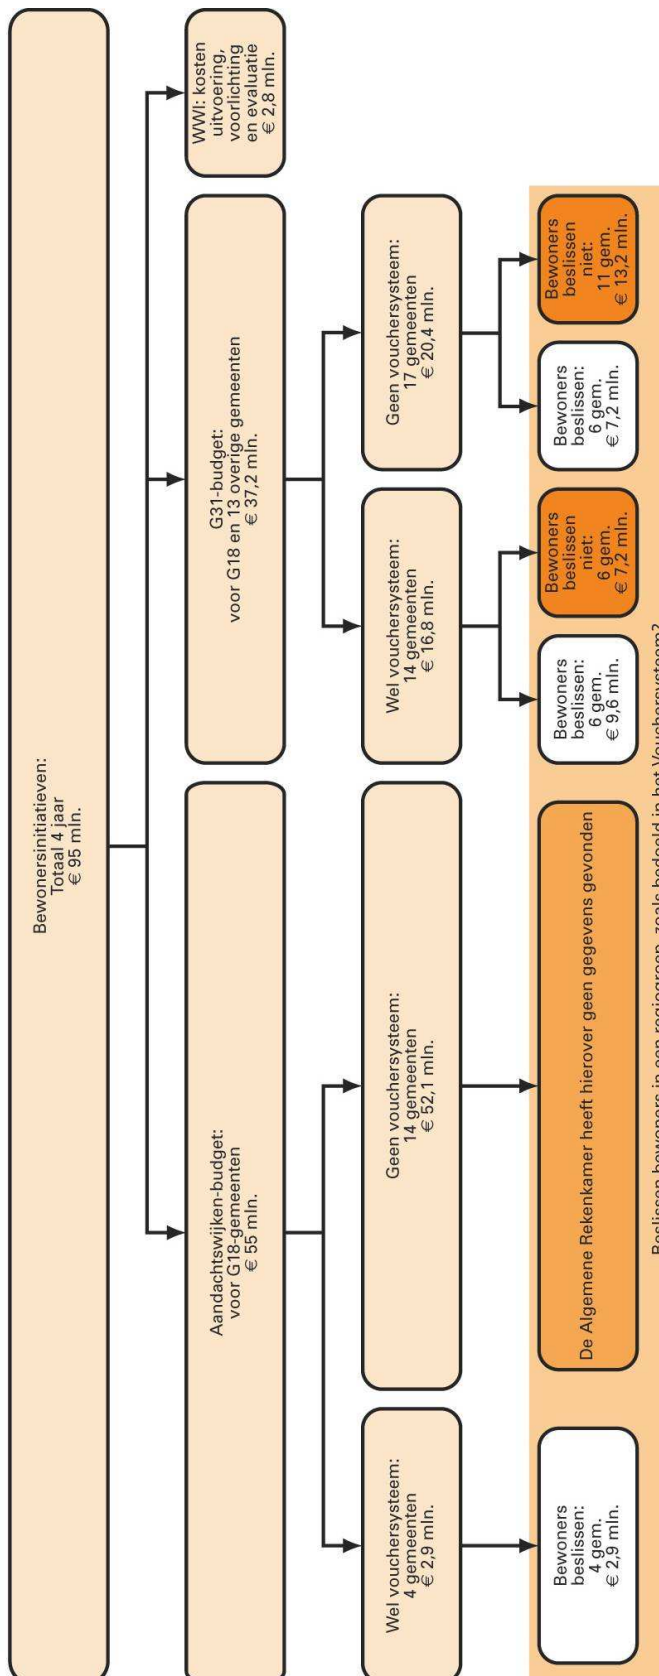 Bewonersinitiatieven:
Totaal 4 jaar
€ 95 mln.
Aandachtswijken-budget:
voor G18-gemeenten
€ 55 mln.
G31-budget:
voor G18 en 13 overige gemeenten
€ 37,2 mln.
WWI: kosten
uitvoering,
voorlichting
en evaluatie
€ 2,8 mln.
Wel vouchersysteem:
4 gemeenten
€ 2,9 mln.
Geen vouchersysteem:
14 gemeenten
€ 52,1 mln.
Wel vouchersysteem:
14 gemeenten
€ 16,8 mln.
Geen vouchersysteem:
17 gemeenten
€ 20,4 mln.
Bewoners
beslissen:
4 gem.
€ 2,9 mln.
De Algemene Rekenkamer heeft hierover geen gegevens gevonden
Bewoners
beslissen:
6 gem.
€ 9,6 mln.
Bewoners
beslissen
niet:
6 gem.
€ 7,2 mln.
Bewoners
beslissen:
6 gem.
€ 7,2 mln.
Bewoners
beslissen
niet:
11 gem.
€ 13,2 mln.
Beslissen bewoners in een regiegroep, zoals bedoeld in het Vouchersysteem?